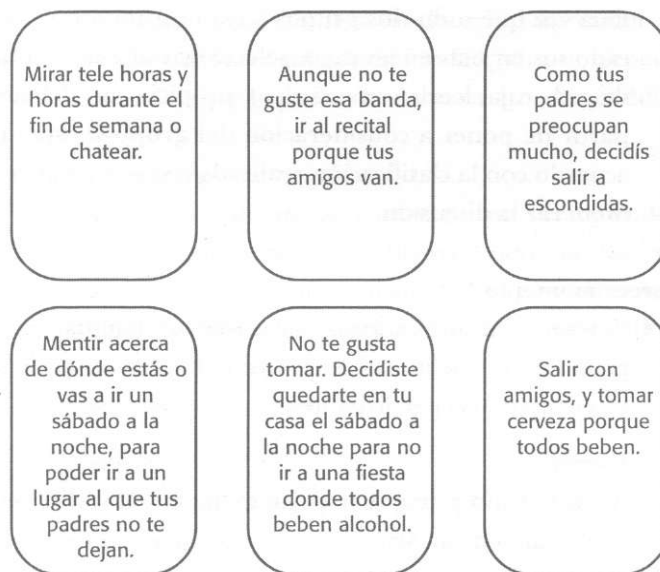 Mirar tele horas y
horas durante el
fin de semana o
chatear.
Aunque no te
guste esa banda,
ir al recital
porque tus
amigos van.
Como tus
padres se
preocupan
mucho, decidís
salir a
escondidas.
Mentir acerca
de dónde estás o
vas a ir un
sábado a la
noche, para
poder ir a un
lugar al que tus
padres no te
dejan.
No te gusta
tomar. Decidiste
quedarte en tu
casa el sábado a
la noche para no
ir a una fiesta
donde todos
beben alcohol.
Salir con
amigos, y tomar
cerveza porque
todos beben.